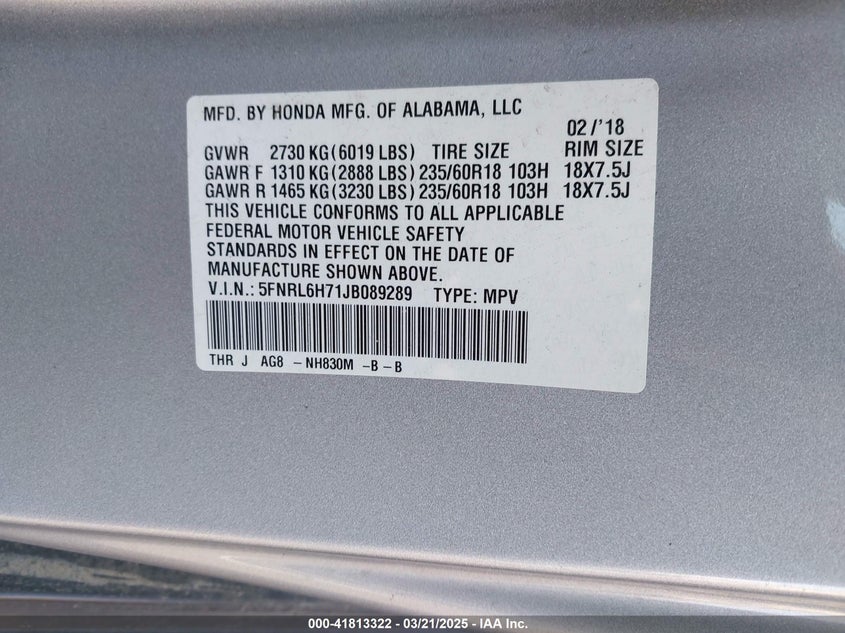 MFD. BY HONDA MFG. OF ALABAMA, LLC
02/'18
GVWR 2730 KG(6019 LBS) TIRE SIZE RIM SIZE
GAWR F 1310 KG(2888 LBS) 235/60R18 103H 18X7.5J
GAWR R 1465 KG(3230 LBS) 235/60R18 103H 18X7.5J
THIS VEHICLE CONFORMS TO ALL APPLICABLE
FEDERAL MOTOR VEHICLE SAFETY
STANDARDS IN EFFECT ON THE DATE OF
MANUFACTURE SHOWN ABOVE.
V.I.N.: 5FNRL6H71JB089289 TYPE: MPV
THR J AG8 - NH830M -B - B
000-41813322 - 03/21/2025 - IAA Inc.